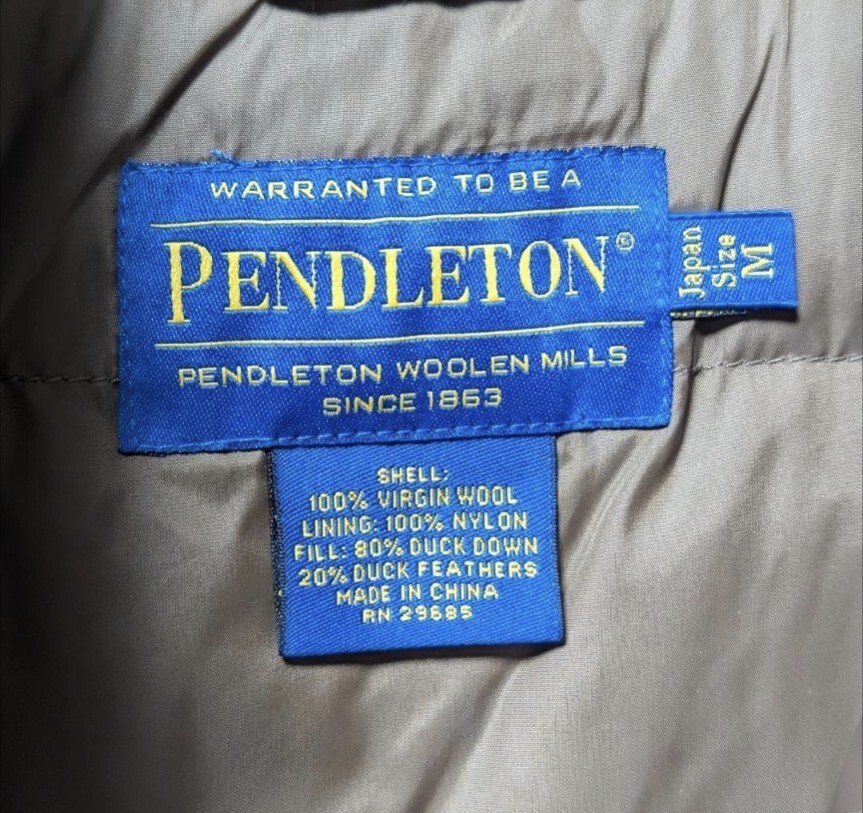 WARRANTED TO BE A
PENDLETON®
PENDLETON WOOLEN MILLS
SINCE 1863
Japan
Size
M
SHELL:
100% VIRGIN WOOL
LINING: 100% NYLON
FILL: 80% DUCK DOWN
20% DUCK FEATHERS
MADE IN CHINA
RN 29685